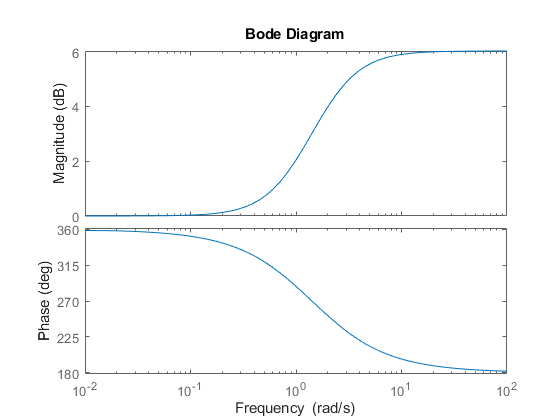 Bode Diagram
6
4
2
0
Magnitude (dB)
360
315
270
225
180
Phase (deg)
10^-2 10^-1 10^0 10^1 10^2
Frequency (rad/s)